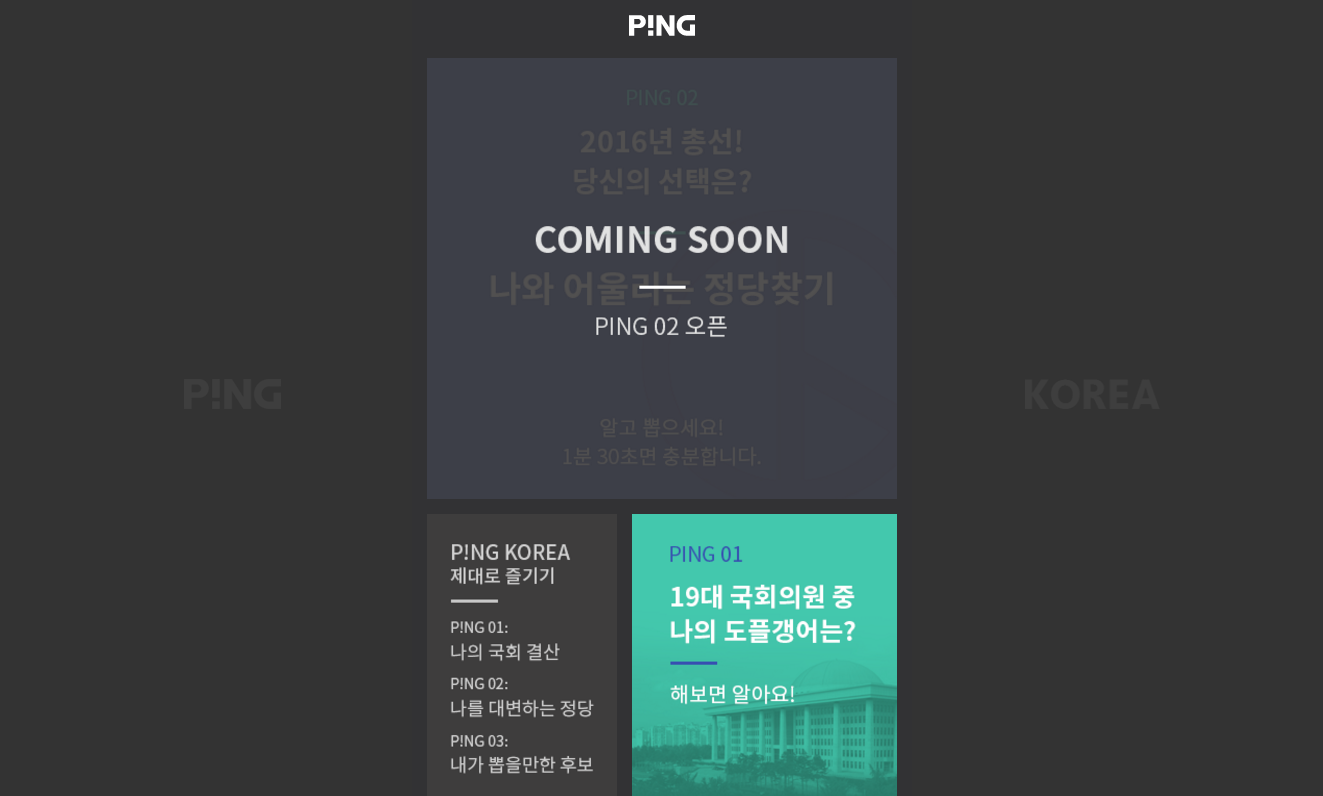 P!NG
PING 02
2016년 총선!
당신의 선택은?
COMING SOON
나와 어울리는 정당찾기
PING 02 오픈
알고 뽑으세요!
1분 30초면 충분합니다.
P!NG
KOREA
P!NG KOREA
제대로 즐기기
P!NG 01:
나의 국회 결산
P!NG 02:
나를 대변하는 정당
P!NG 03:
내가 뽑을만한 후보
PING 01
19대 국회의원 중
나의 도플갱어는?
해보면 알아요!